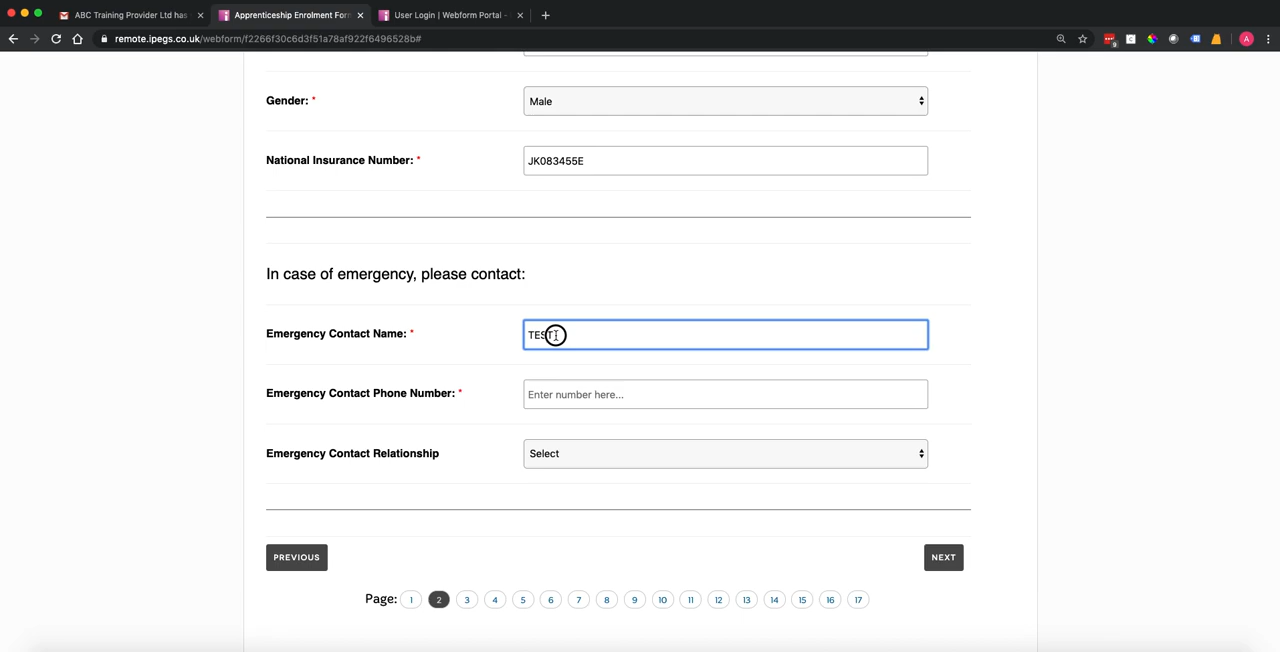 ABC Training Provider Ltd has
Apprenticeship Enrolment Form
User Login | Webform Portal -
remote.ipegs.co.uk/webform/f2266f30c6d3f51a78af922f6496528b#
9
A
Gender: *
Male
National Insurance Number: *
JK083455E
In case of emergency, please contact:
Emergency Contact Name: *
TEST
Emergency Contact Phone Number: *
Enter number here...
Emergency Contact Relationship
Select
PREVIOUS
NEXT
Page: 1 2 3 4 5 6 7 8 9 10 11 12 13 14 15 16 17